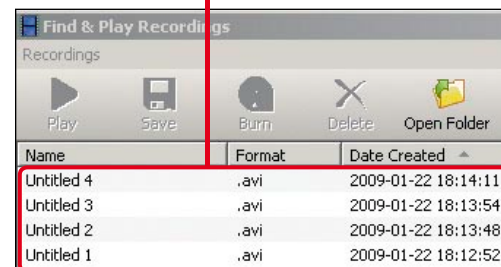 Find & Play Recordings
Recordings
Play Save Burn Delete Open Folder
Name Format Date Created
Untitled 4 .avi 2009-01-22 18:14:11
Untitled 3 .avi 2009-01-22 18:13:54
Untitled 2 .avi 2009-01-22 18:13:48
Untitled 1 .avi 2009-01-22 18:12:52